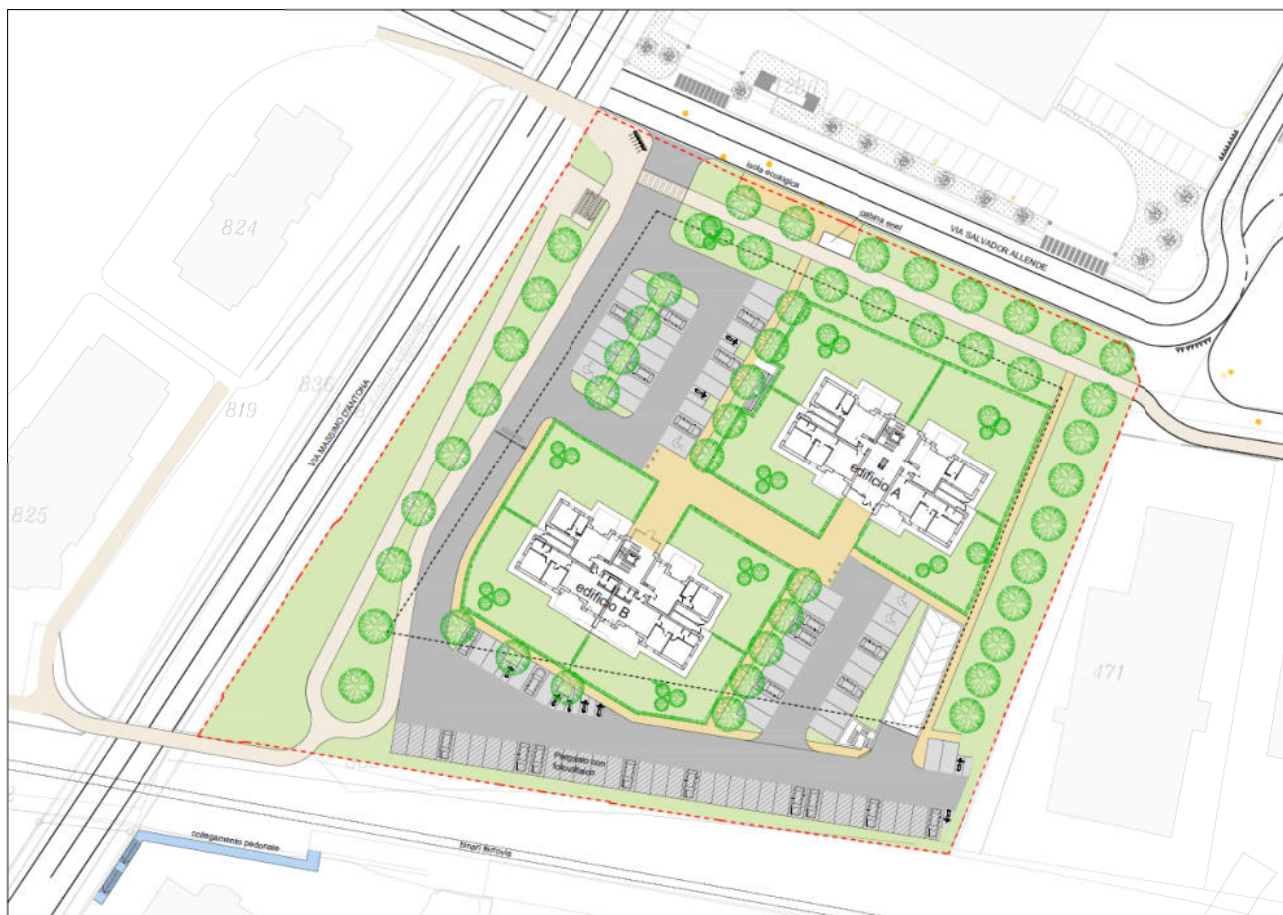 isola ecologica
cabina enel
VIA SALVADOR ALLENDE
824
836
819
VIA MASSIMO D'ANTONA
825
edificio A
edificio B
471
Pergolato con
fotovoltaico
collegamento pedonale
binari ferrovia